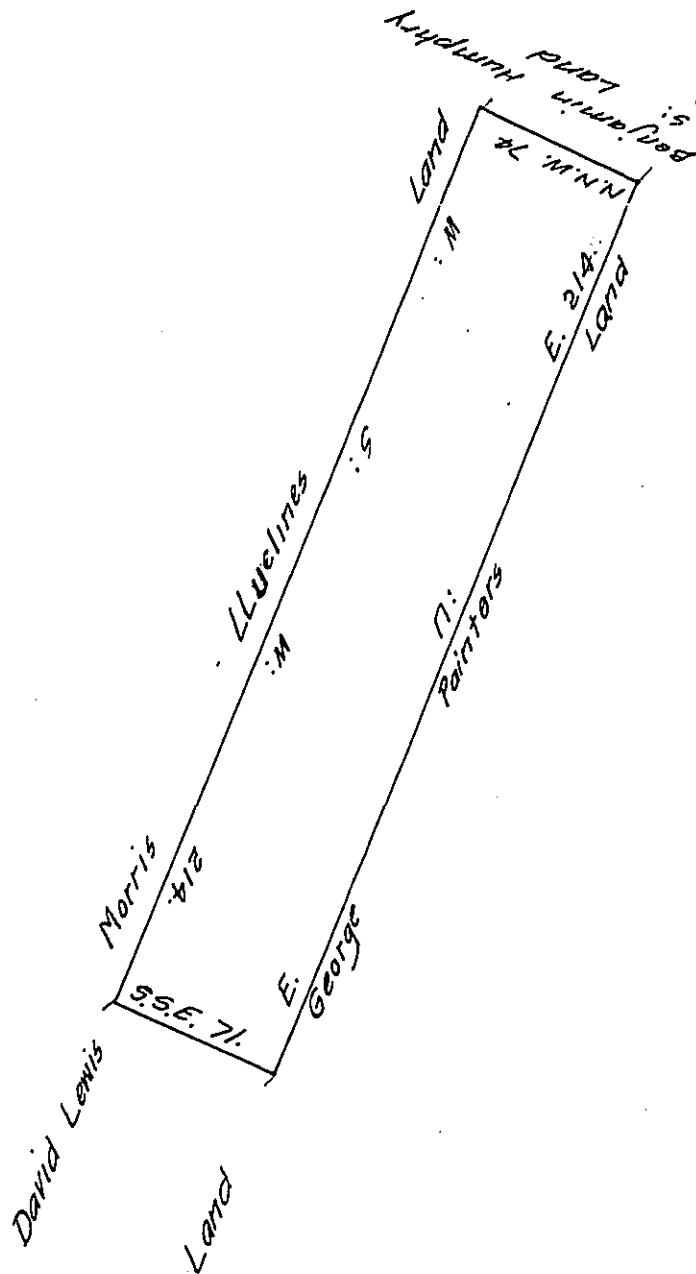 Benjamin Humphry
s: Land
N.N.W. 74
Morris LLuelines Land
W: S: W: 214.
E. n: E. 214.
George Painters Land
S.S.E. 71.
David Lewis
Land